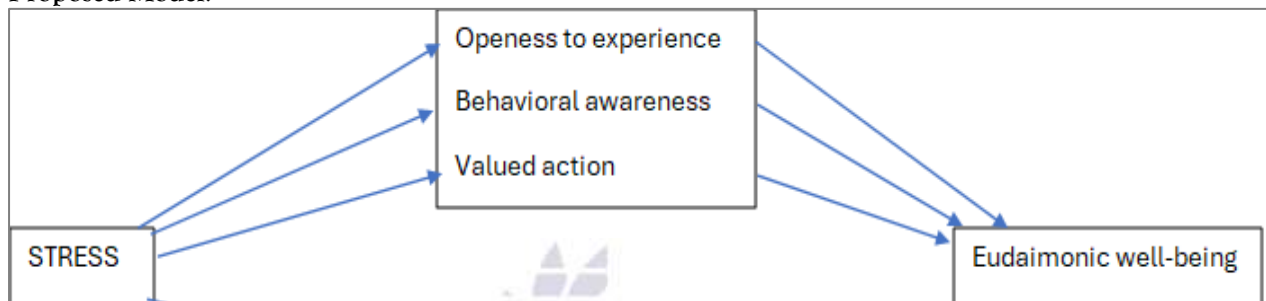 Openess to experience
Behavioral awareness
Valued action
STRESS
Eudaimonic well-being